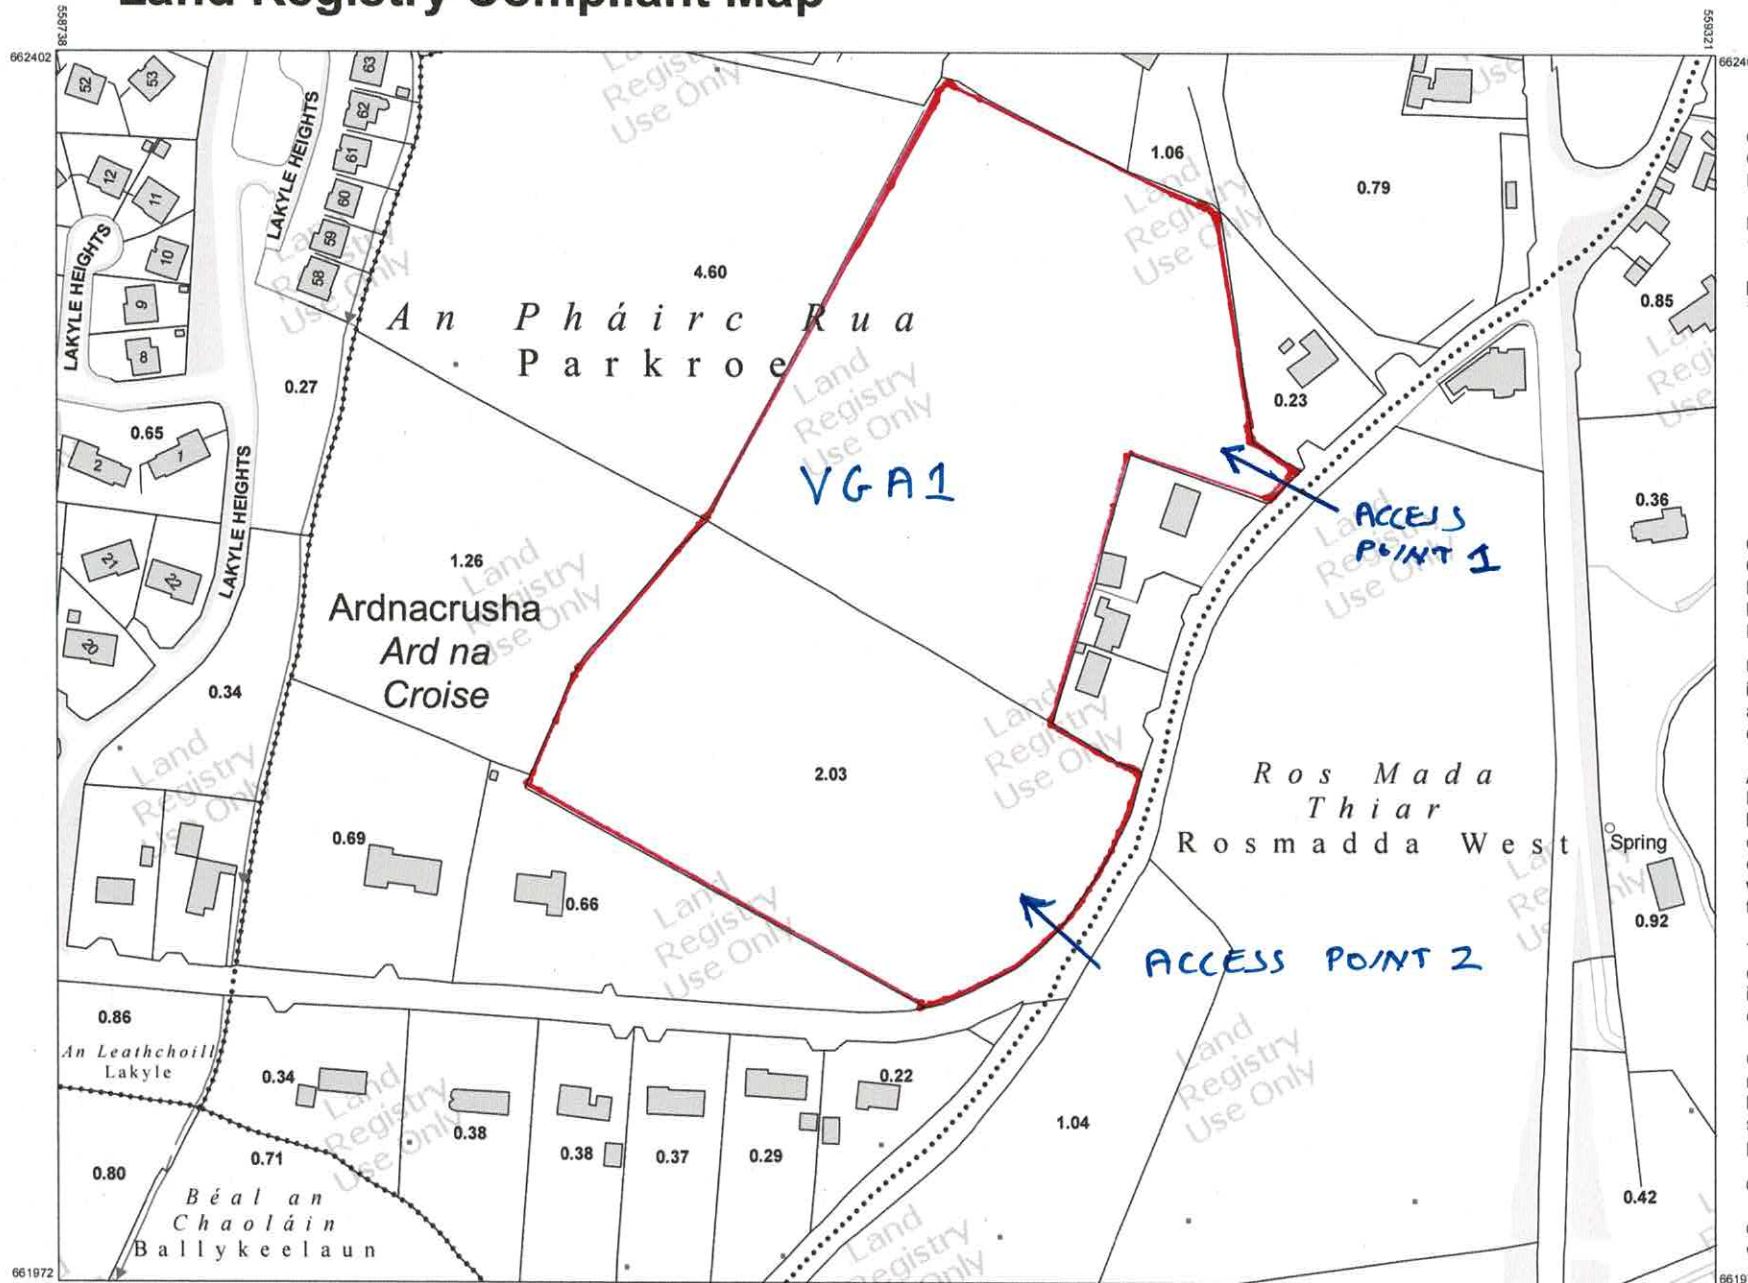 Land Registry Compliant Map
558738
559321
662402
52
53
63
62
61
60
59
58
LAKYLE HEIGHTS
12
11
10
9
8
LAKYLE HEIGHTS
1.06
0.79
4.60
0.85
An Pháirc Rua
Parkroe
0.27
0.23
0.65
2
1
LAKYLE HEIGHTS
VGA1
ACCESS
POINT 1
0.36
21
22
20
1.26
Ardnacrusha
Ard na
Croise
0.34
2.03
Ros Mada
Thiar
Rosmadda West
Spring
0.69
0.66
0.92
ACCESS POINT 2
0.86
An Leathchoill
Lakyle
0.34
0.38
0.38
0.37
0.29
0.22
1.04
0.80
0.71
Béal an
Chaoláin
Ballykeelaun
0.42
661972
Land
Registry
Use Only